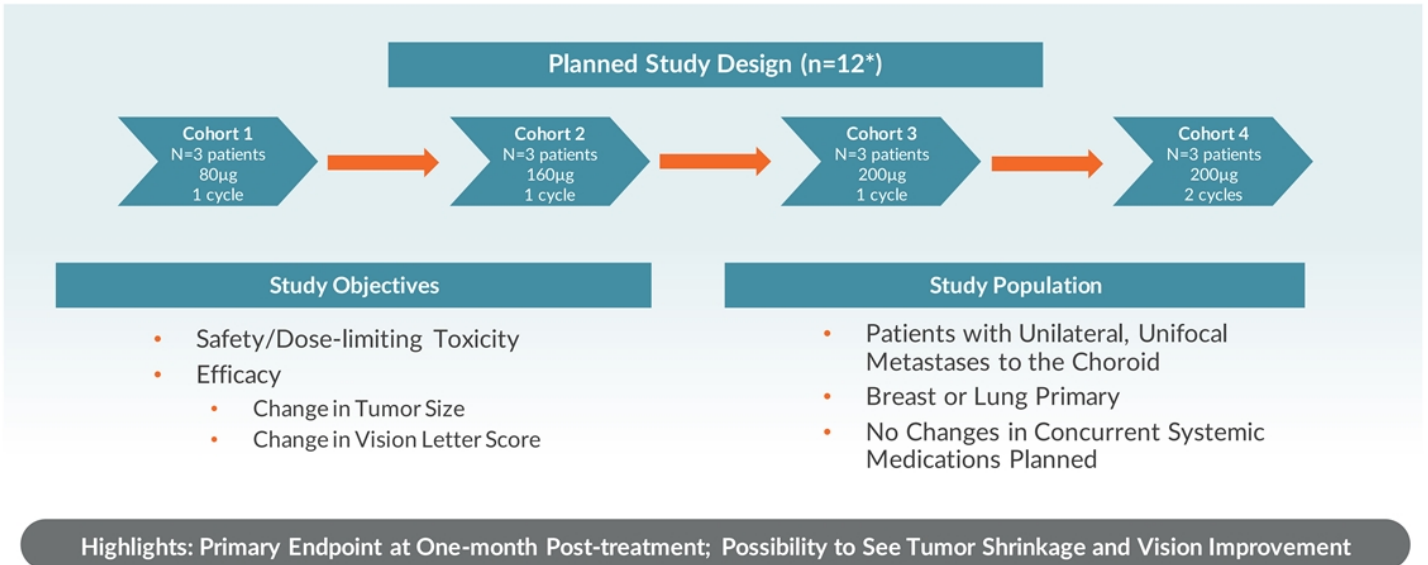 Planned Study Design (n=12*)
Cohort 1
N=3 patients
80µg
1 cycle
Cohort 2
N=3 patients
160µg
1 cycle
Cohort 3
N=3 patients
200µg
1 cycle
Cohort 4
N=3 patients
200µg
2 cycles
Study Objectives
• Safety/Dose-limiting Toxicity
• Efficacy
• Change in Tumor Size
• Change in Vision Letter Score
Study Population
• Patients with Unilateral, Unifocal
Metastases to the Choroid
• Breast or Lung Primary
• No Changes in Concurrent Systemic
Medications Planned
Highlights: Primary Endpoint at One-month Post-treatment; Possibility to See Tumor Shrinkage and Vision Improvement